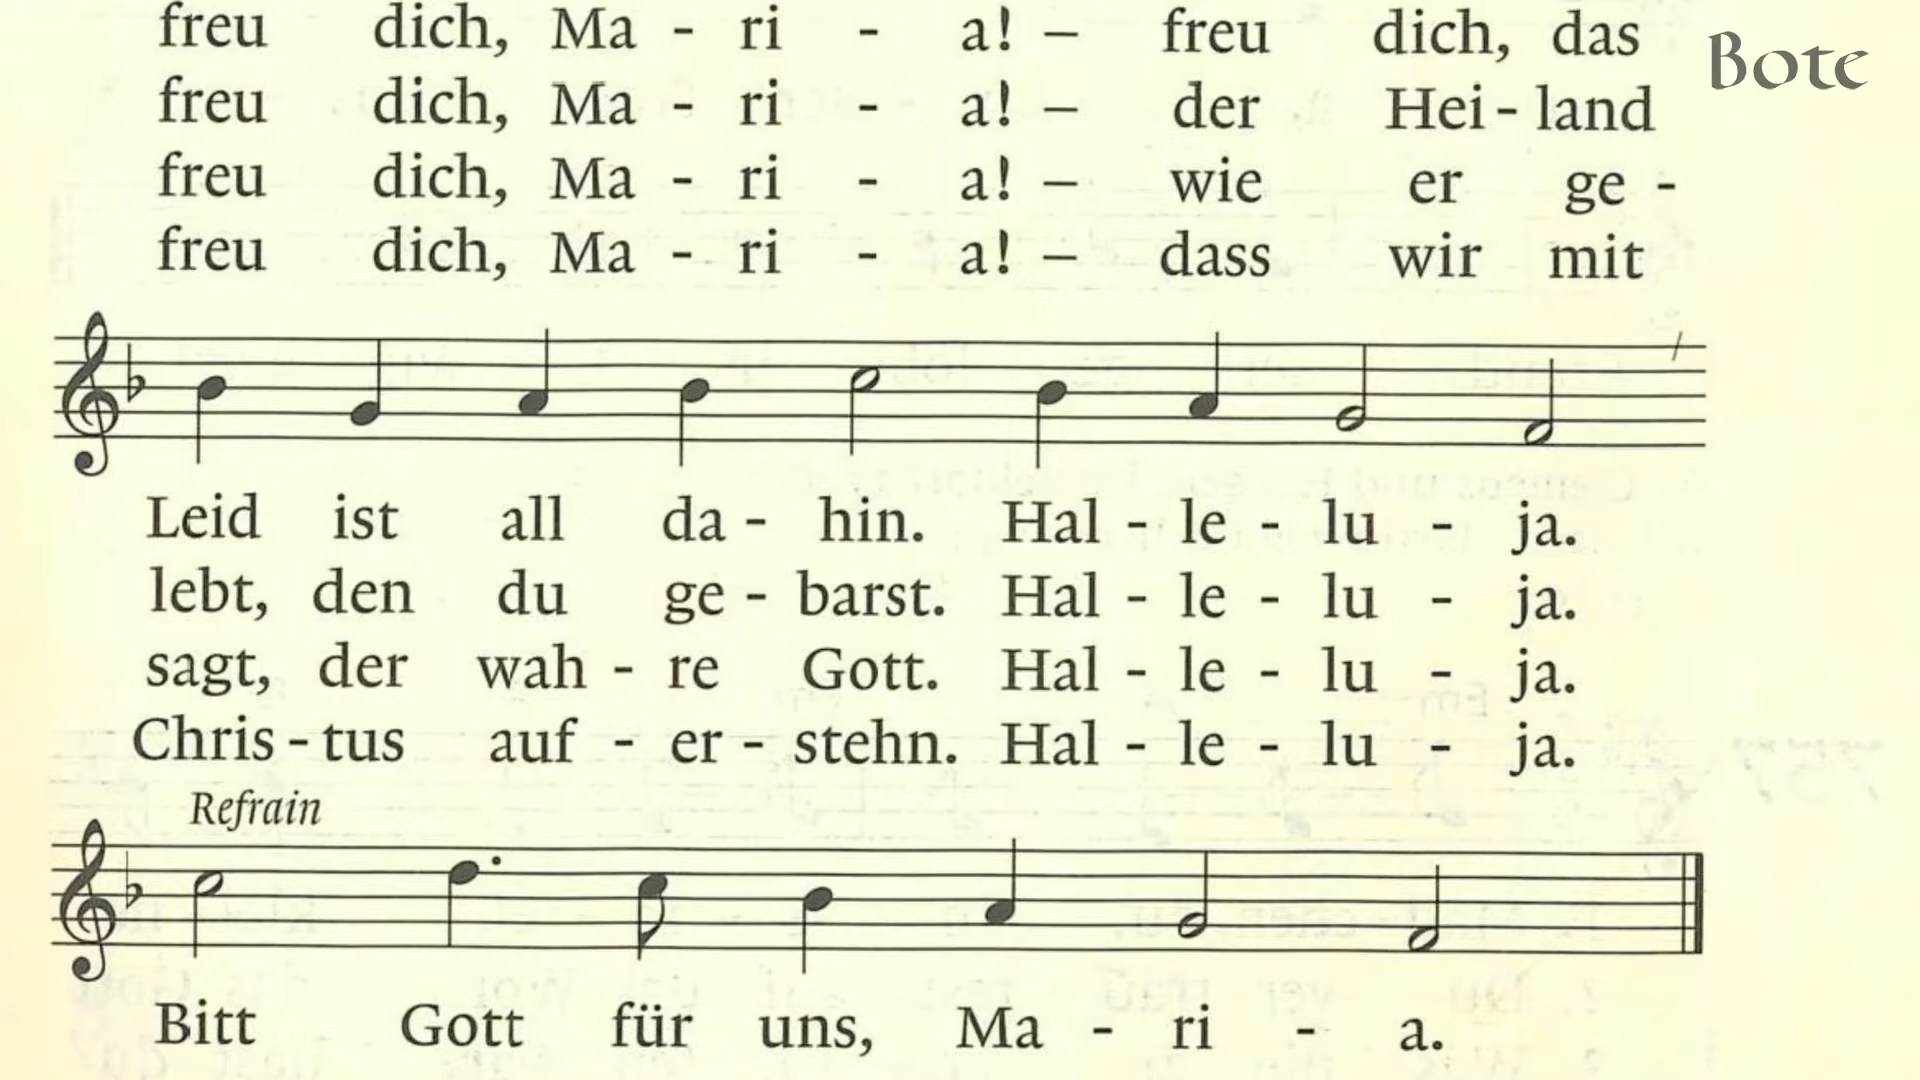 freu dich, Ma - ri - a! – freu dich, das
Bote
freu dich, Ma - ri - a! – der Hei - land
freu dich, Ma - ri - a! – wie er ge -
freu dich, Ma - ri - a! – dass wir mit
Leid ist all da - hin. Hal - le - lu - ja.
lebt, den du ge - barst. Hal - le - lu - ja.
sagt, der wah - re Gott. Hal - le - lu - ja.
Chris - tus auf - er - stehn. Hal - le - lu - ja.
Refrain
Bitt Gott für uns, Ma - ri - a.